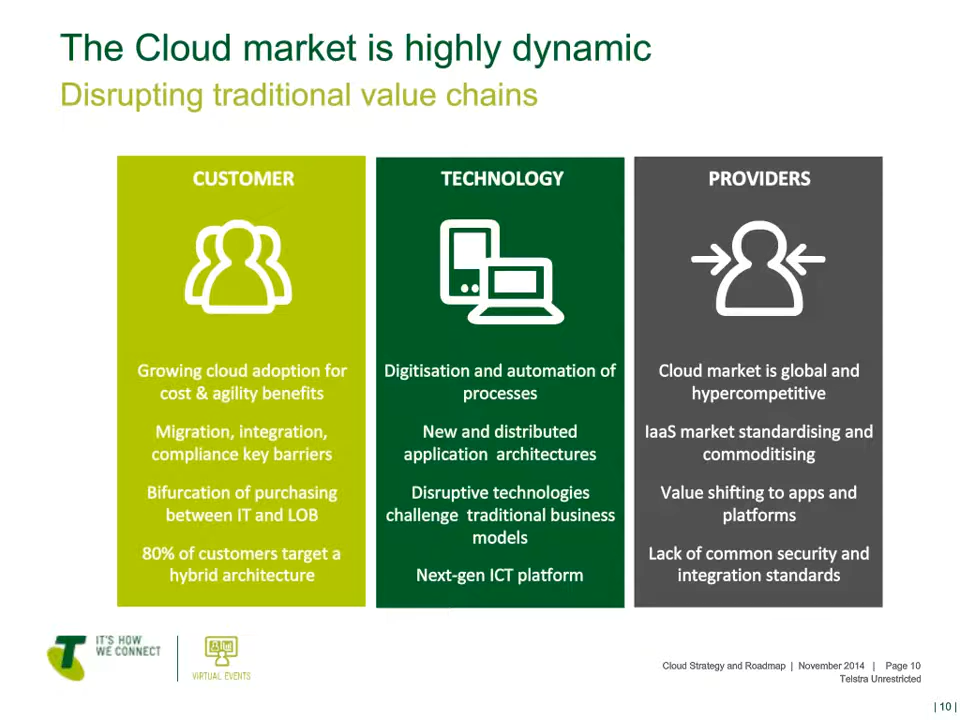 The Cloud market is highly dynamic
Disrupting traditional value chains
CUSTOMER
Growing cloud adoption for
cost & agility benefits
Migration, integration,
compliance key barriers
Bifurcation of purchasing
between IT and LOB
80% of customers target a
hybrid architecture
TECHNOLOGY
Digitisation and automation of
processes
New and distributed
application architectures
Disruptive technologies
challenge traditional business
models
Next-gen ICT platform
PROVIDERS
Cloud market is global and
hypercompetitive
IaaS market standardising and
commoditising
Value shifting to apps and
platforms
Lack of common security and
integration standards
IT'S HOW
WE CONNECT
VIRTUAL EVENTS
Cloud Strategy and Roadmap | November 2014 | Page 10
Telstra Unrestricted
| 10 |